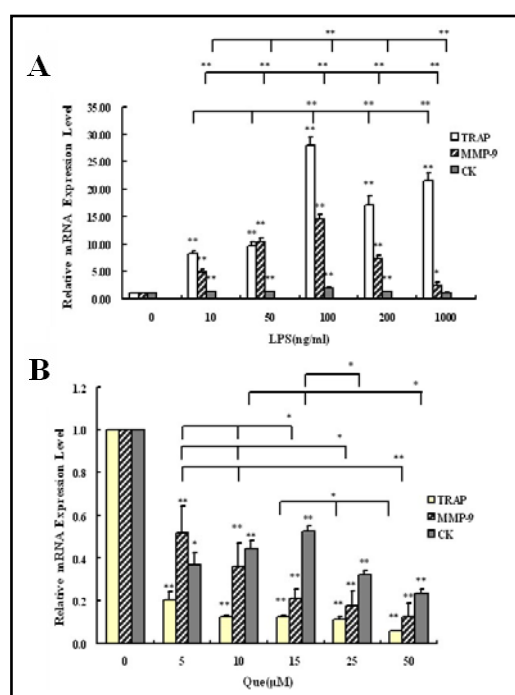 A
** ** **
** ** ** ** **
** ** **
Relative mRNA Expression Level
35.00
30.00
25.00
20.00
15.00
10.00
5.00
0.00
** ** ** ** ** ** ** ** ** ** ** ** * **
TRAP
MMP-9
CK
0 10 50 100 200 1000
LPS(ng/ml)
B
*
*
*
*
**
*
Relative mRNA Expression Level
1.2
1.0
0.8
0.6
0.4
0.2
0
** ** * ** ** ** ** ** ** ** ** ** ** ** **
TRAP
MMP-9
CK
0 5 10 15 25 50
Que(μM)